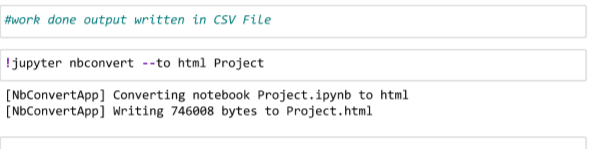 #work done output written in CSV File
!jupyter nbconvert --to html Project
[NbConvertApp] Converting notebook Project.ipynb to html
[NbConvertApp] Writing 746008 bytes to Project.html